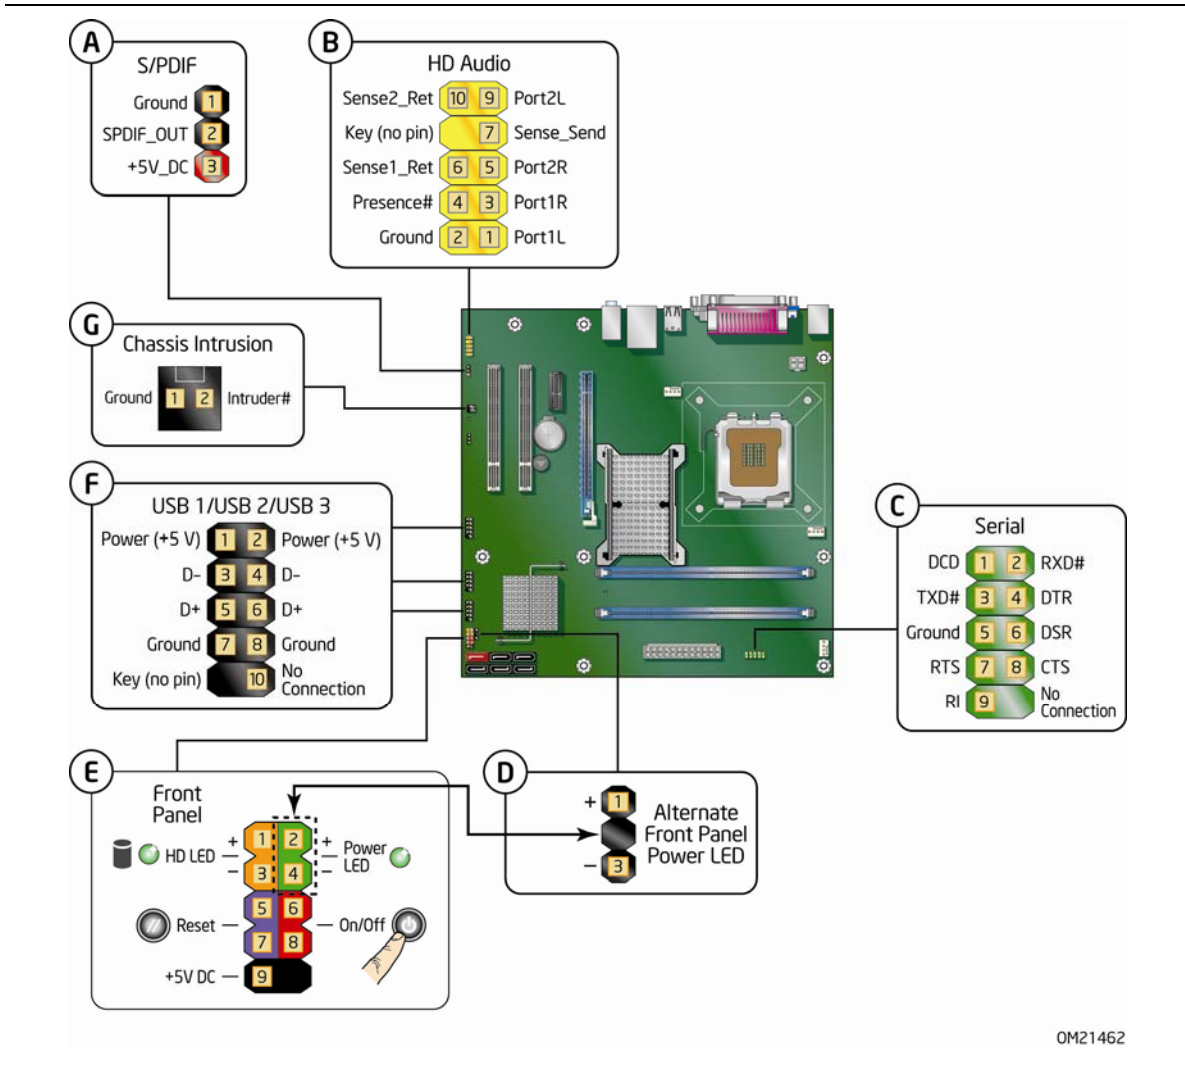 A
S/PDIF
Ground 1
SPDIF_OUT 2
+5V_DC 3
B
HD Audio
Sense2_Ret 10 9 Port2L
Key (no pin) 7 Sense_Send
Sense1_Ret 6 5 Port2R
Presence# 4 3 Port1R
Ground 2 1 Port1L
G
Chassis Intrusion
Ground 1 2 Intruder#
F
USB 1/USB 2/USB 3
Power (+5 V) 1 2 Power (+5 V)
D- 3 4 D-
D+ 5 6 D+
Ground 7 8 Ground
Key (no pin) 10 No
Connection
C
Serial
DCD 1 2 RXD#
TXD# 3 4 DTR
Ground 5 6 DSR
RTS 7 8 CTS
RI 9 No
Connection
E
Front
Panel
HD LED + 1 2 + Power
LED
- 3 4 -
Reset 5 6 On/Off
7 8
+5V DC 9
D
+ 1
Alternate
Front Panel
Power LED
- 3
OM21462